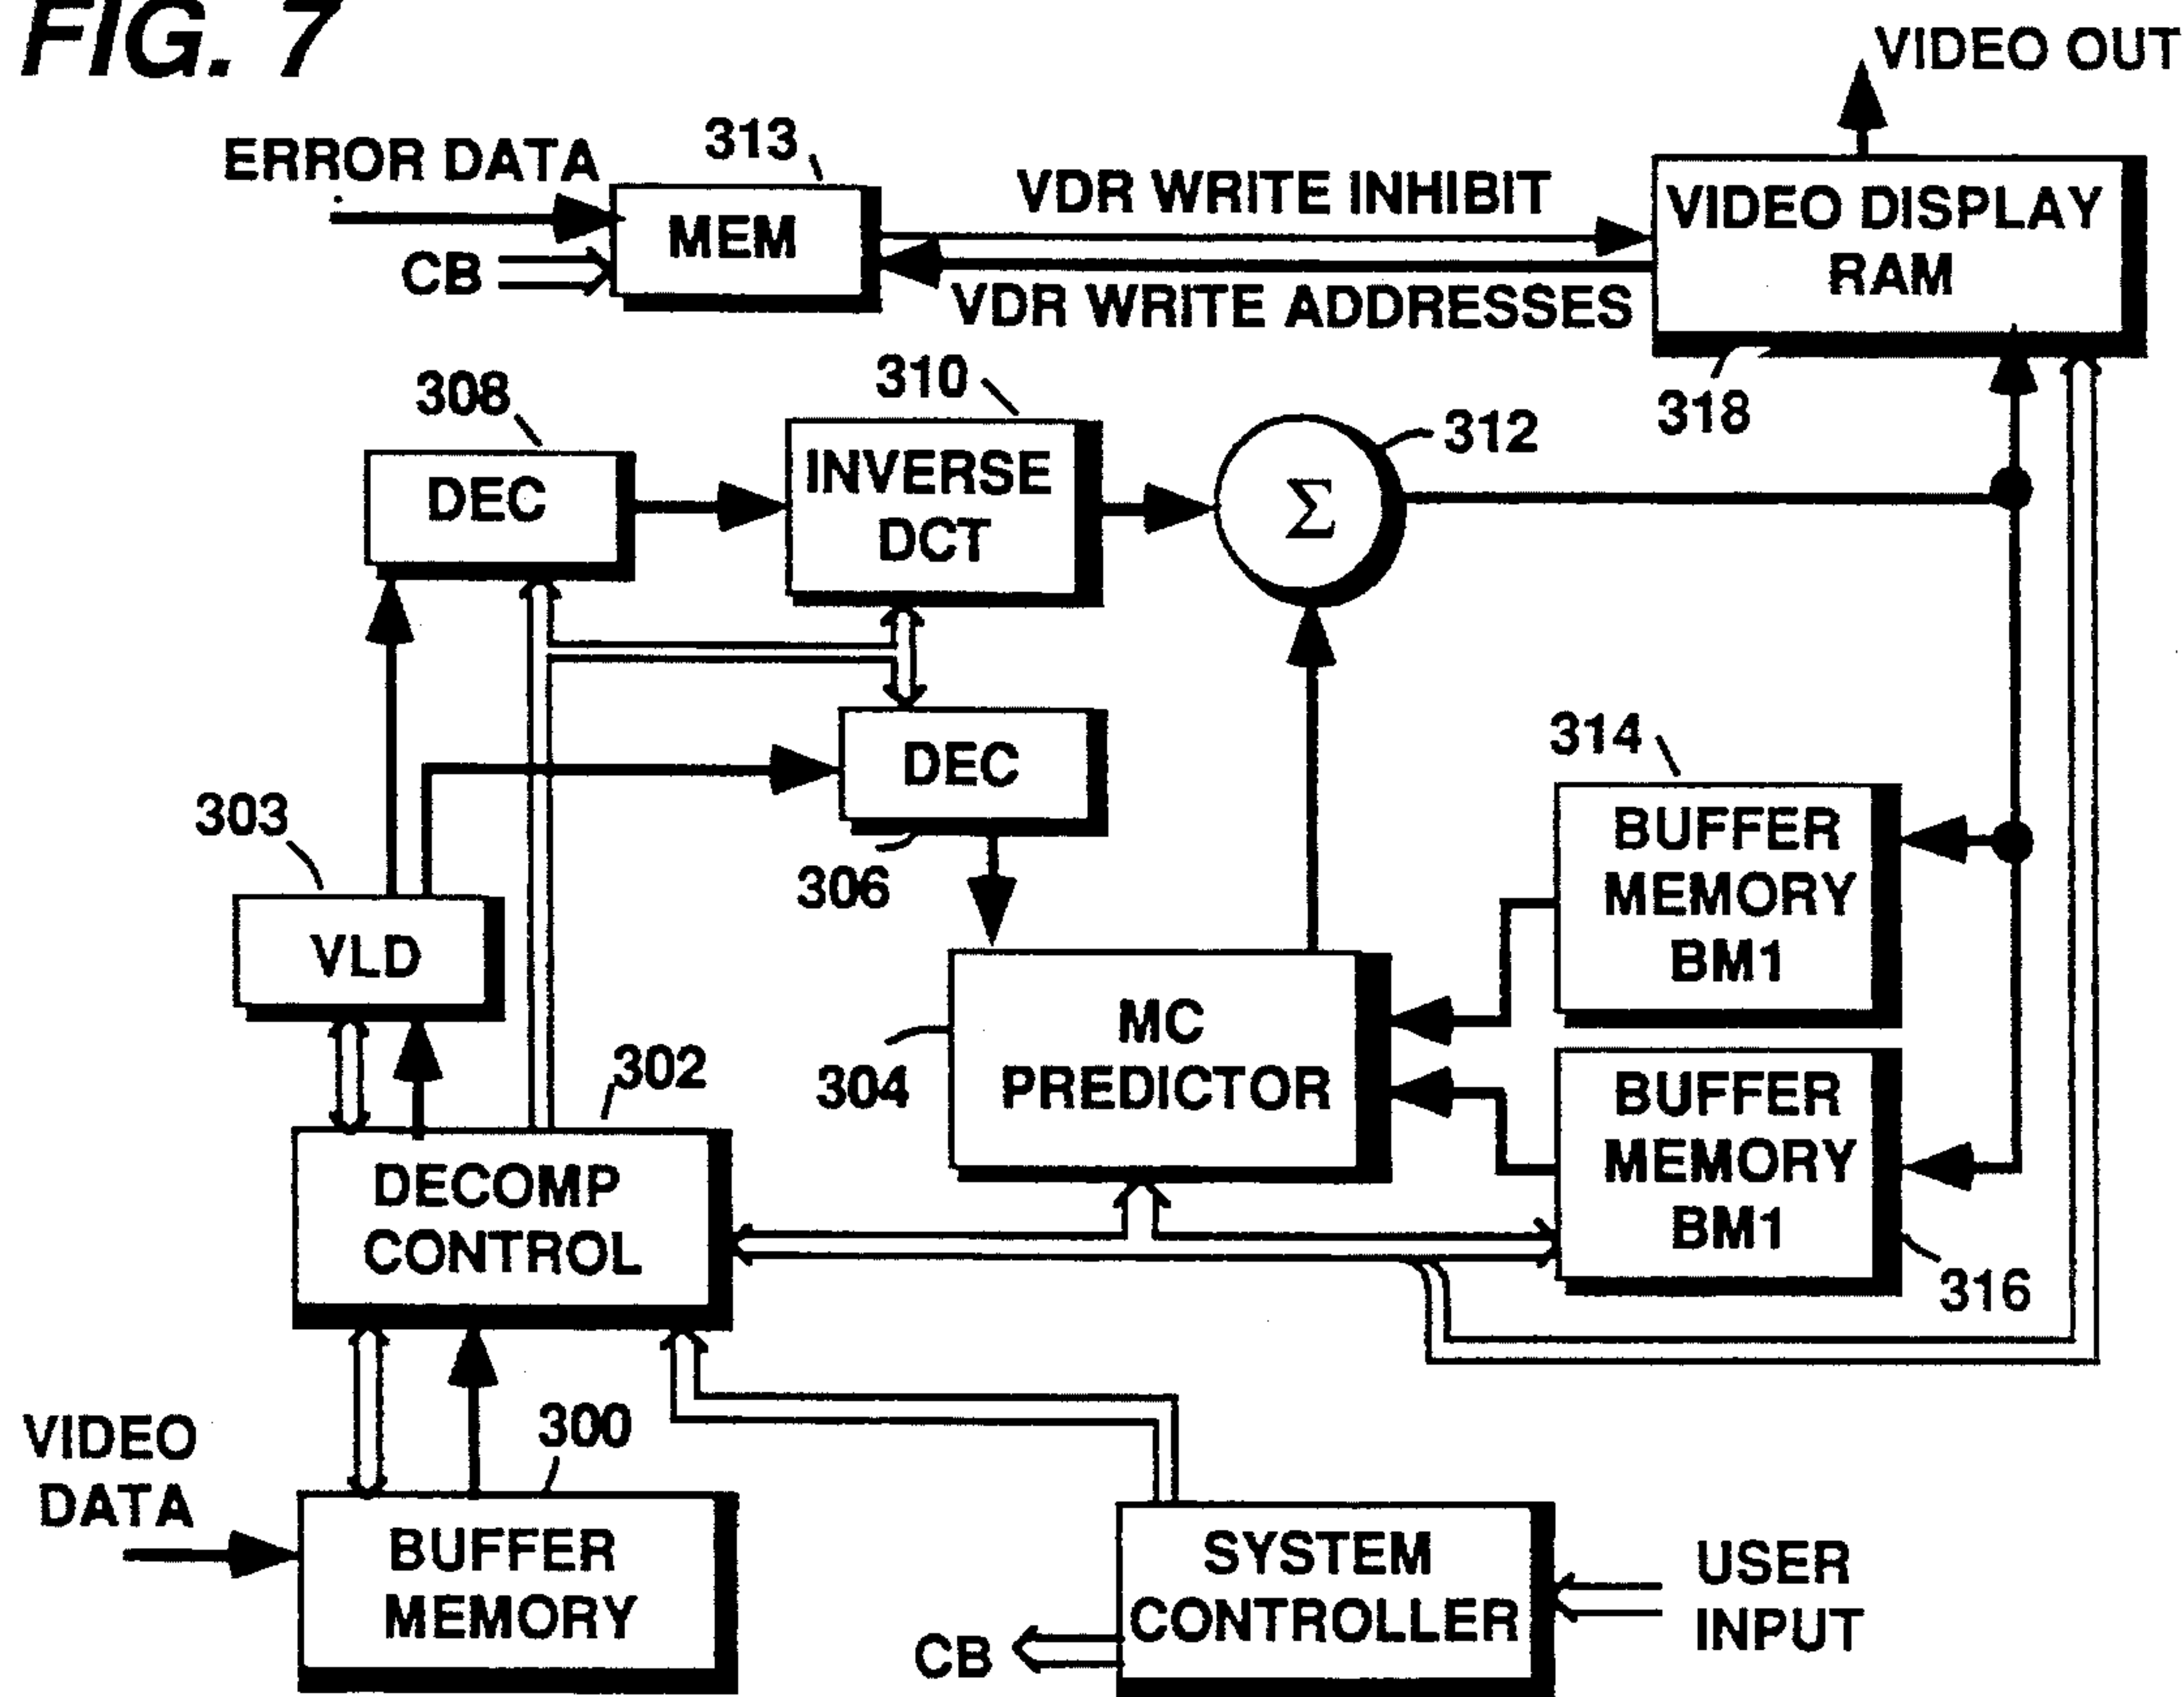 FIG. 7
VIDEO OUT
ERROR DATA
313
MEM
CB
VDR WRITE INHIBIT
VDR WRITE ADDRESSES
VIDEO DISPLAY
RAM
318
308
DEC
310
INVERSE
DCT
312
Σ
DEC
306
303
VLD
314
BUFFER
MEMORY
BM1
MC
PREDICTOR
304
302
DECOMP
CONTROL
BUFFER
MEMORY
BM1
316
VIDEO
DATA
300
BUFFER
MEMORY
SYSTEM
CONTROLLER
CB
USER
INPUT